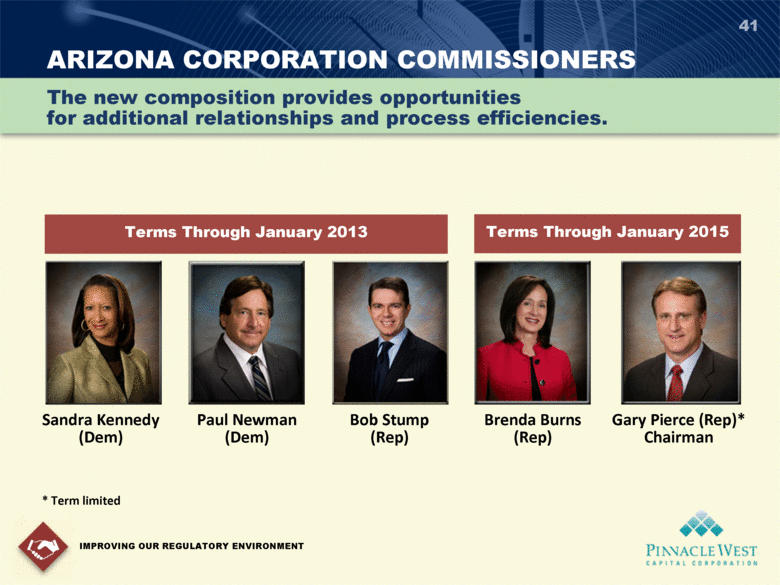 41
ARIZONA CORPORATION COMMISSIONERS
The new composition provides opportunities
for additional relationships and process efficiencies.
Terms Through January 2013
Terms Through January 2015
Sandra Kennedy
(Dem)
Paul Newman
(Dem)
Bob Stump
(Rep)
Brenda Burns
(Rep)
Gary Pierce (Rep)*
Chairman
* Term limited
IMPROVING OUR REGULATORY ENVIRONMENT
PINNACLE WEST
CAPITAL CORPORATION